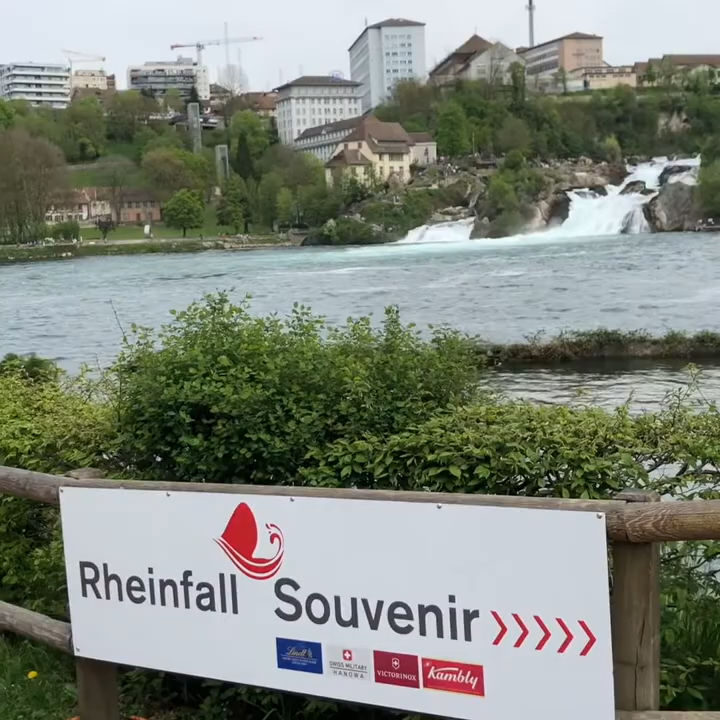 Rheinfall Souvenir >>>>>
Lindt
SWISS MILITARY
HANOWA
VICTORINOX
Kambly